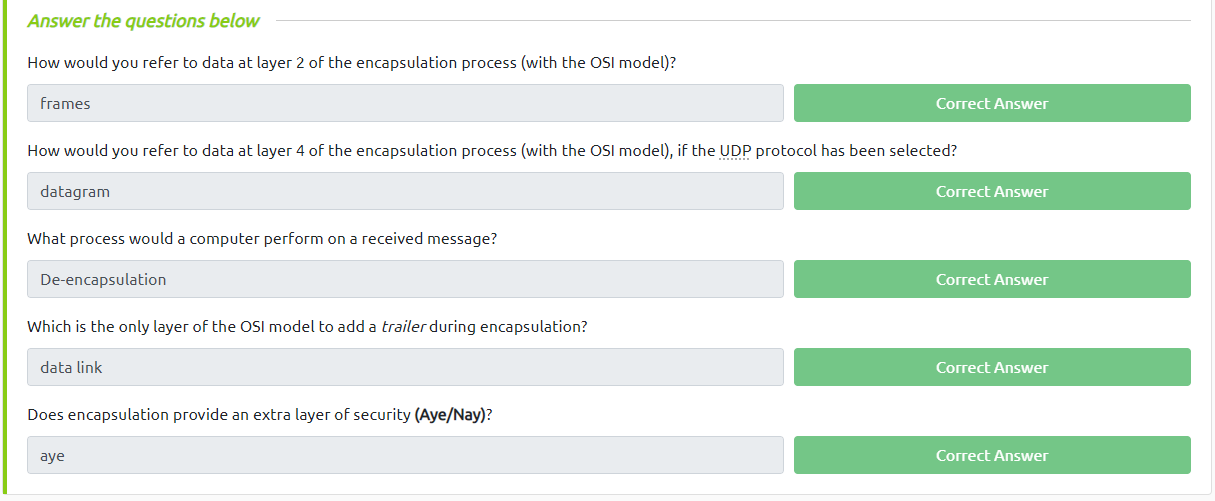 Answer the questions below
How would you refer to data at layer 2 of the encapsulation process (with the OSI model)?
frames
Correct Answer
How would you refer to data at layer 4 of the encapsulation process (with the OSI model), if the UDP protocol has been selected?
datagram
Correct Answer
What process would a computer perform on a received message?
De-encapsulation
Correct Answer
Which is the only layer of the OSI model to add a trailer during encapsulation?
data link
Correct Answer
Does encapsulation provide an extra layer of security (Aye/Nay)?
aye
Correct Answer